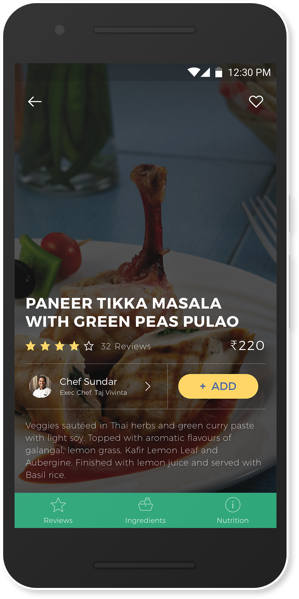 12:30 PM
PANEER TIKKA MASALA
WITH GREEN PEAS PULAO
32 Reviews
₹220
Chef Sundar
Exec Chef, Taj Vivinta
+ ADD
Veggies sautéed in Thai herbs and green curry paste
with light soy. Topped with aromatic flavours of
galangal, lemon grass, Kafir Lemon Leaf and
Aubergine. Finished with lemon juice and served with
Basil rice.
Reviews
Ingredients
Nutrition